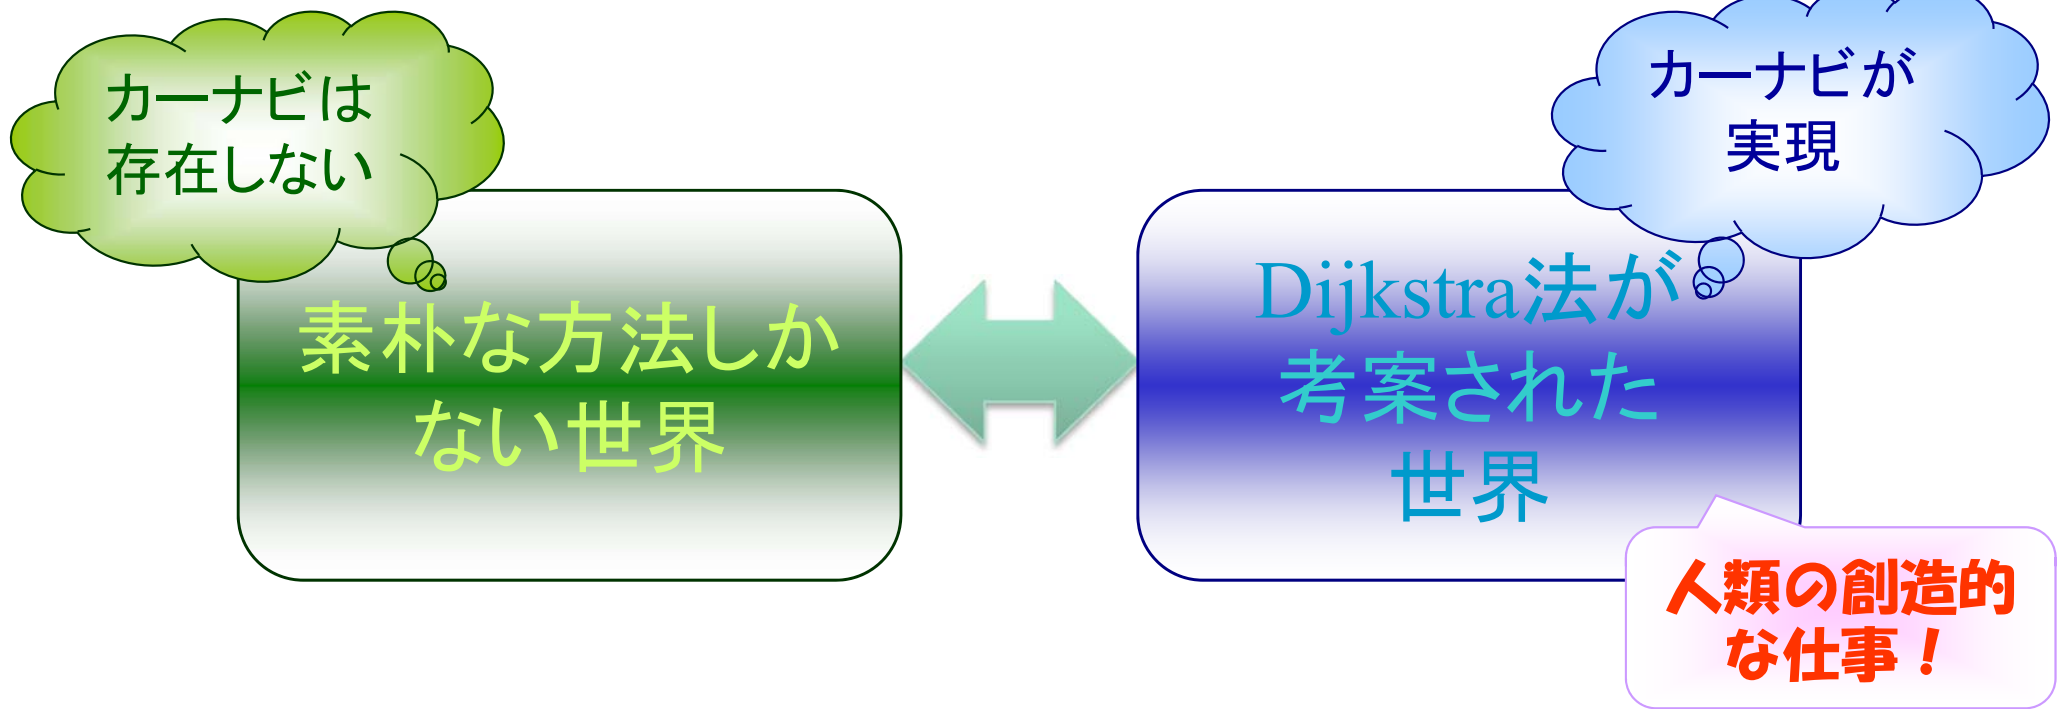 カーナビは
存在しない
素朴な方法しか
ない世界
カーナビが
実現
Dijkstra法が
考案された
世界
人類の創造的
な仕事！